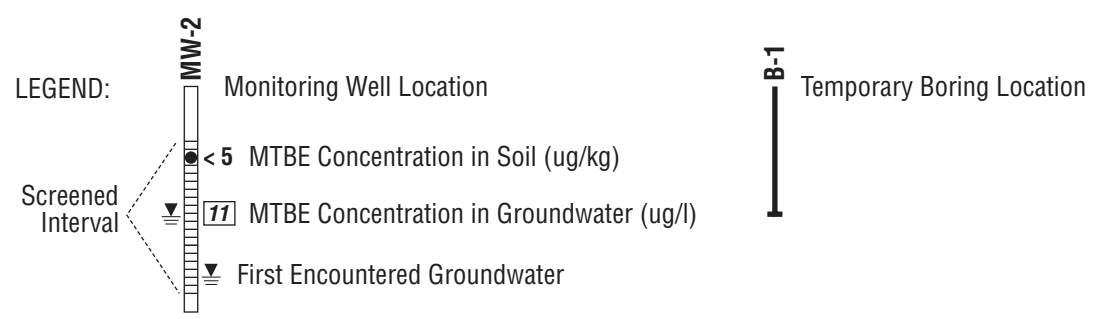 MW-2
B-1
LEGEND:
Monitoring Well Location
Temporary Boring Location
< 5 MTBE Concentration in Soil (ug/kg)
Screened
Interval
11 MTBE Concentration in Groundwater (ug/l)
First Encountered Groundwater